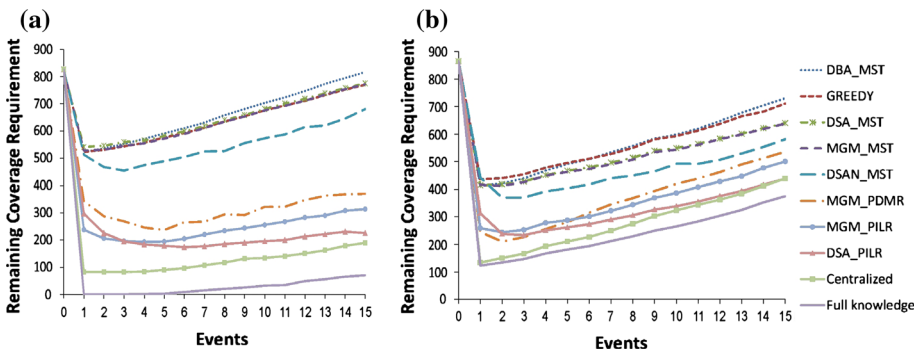 (a)
Remaining Coverage Requirement
900
800
700
600
500
400
300
200
100
0
0 1 2 3 4 5 6 7 8 9 10 11 12 13 14 15
Events
(b)
Remaining Coverage Requirement
900
800
700
600
500
400
300
200
100
0
0 1 2 3 4 5 6 7 8 9 10 11 12 13 14 15
Events
DBA_MST
GREEDY
DSA_MST
MGM_MST
DSAN_MST
MGM_PDMR
MGM_PILR
DSA_PILR
Centralized
Full knowledge